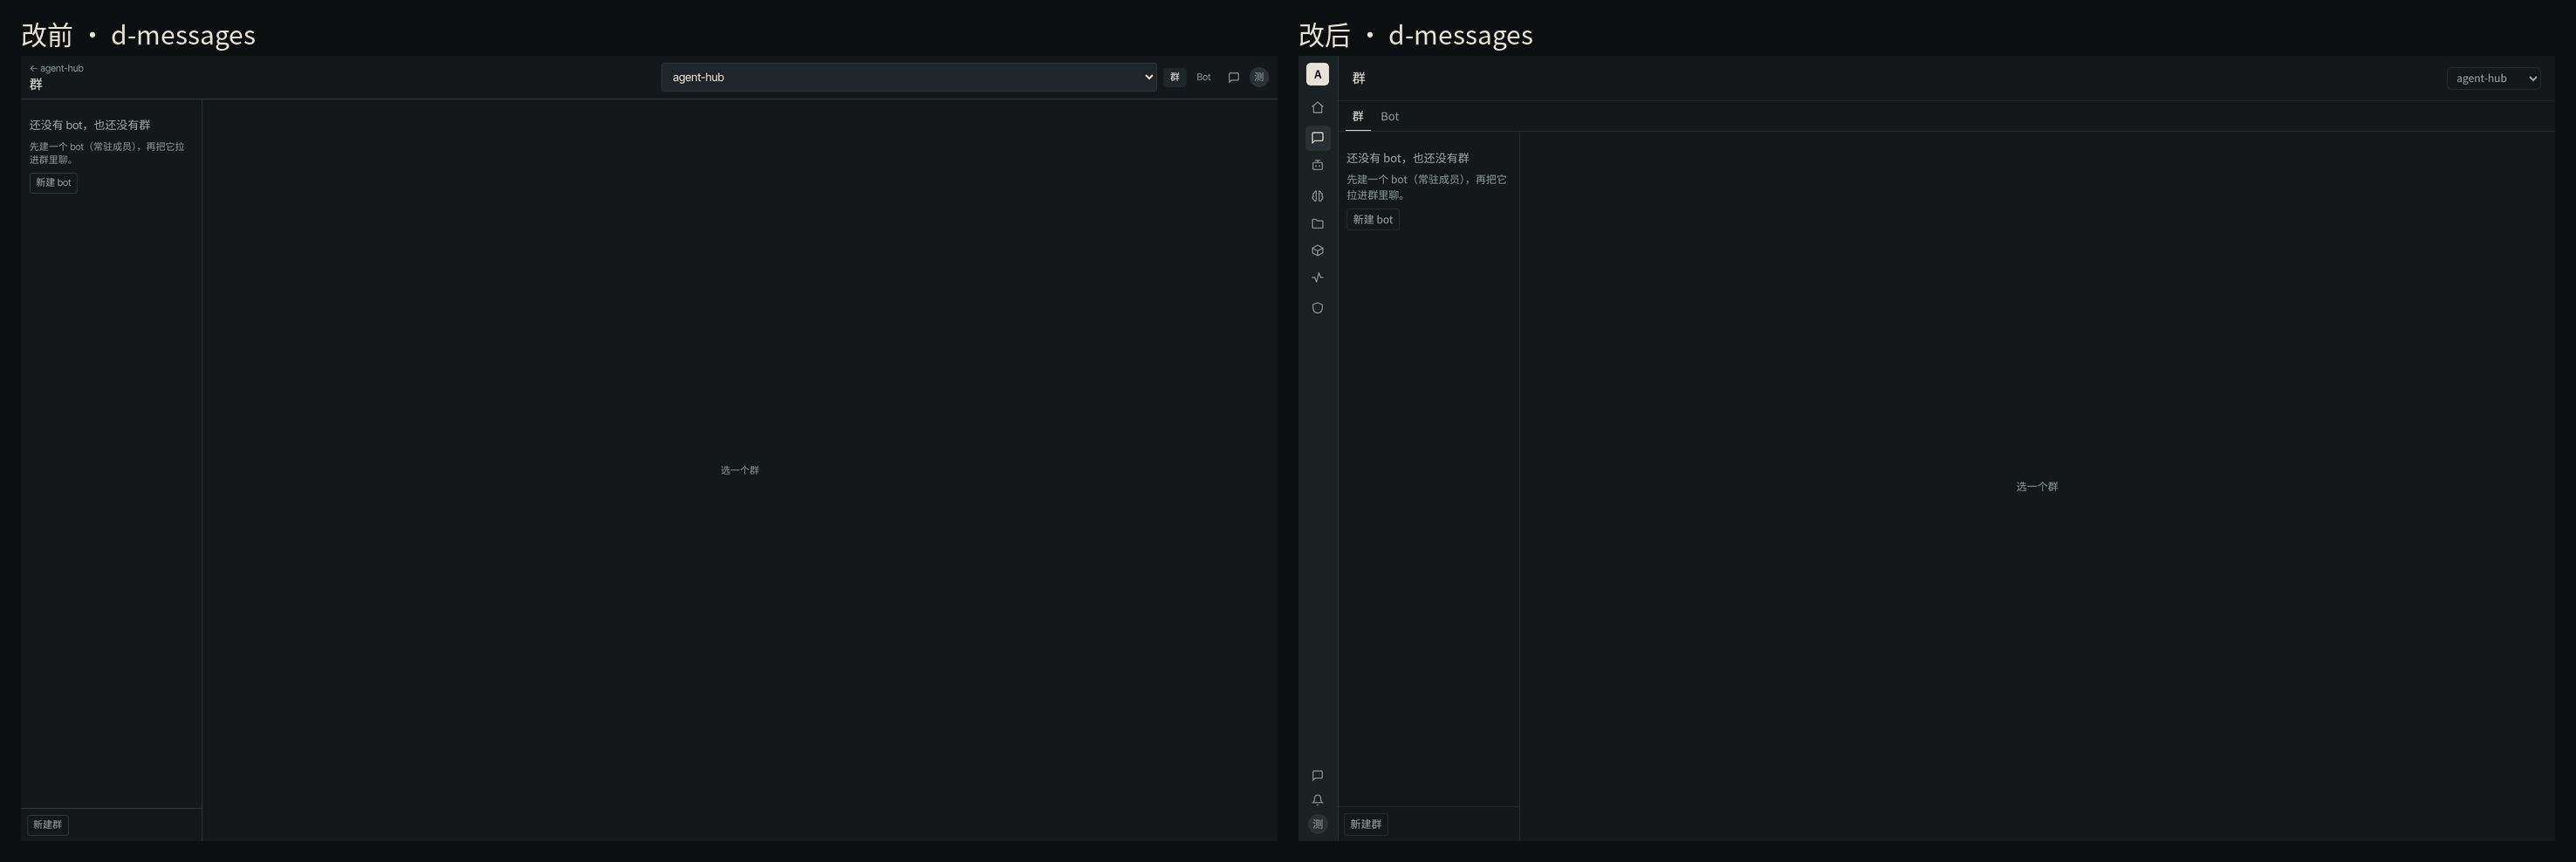 改前 · d-messages
← agent-hub
群
agent-hub
群
Bot
测
还没有 bot，也还没有群
先建一个 bot（常驻成员），再把它拉
进群里聊。
新建 bot
选一个群
新建群
改后 · d-messages
A
群
agent-hub
群
Bot
还没有 bot，也还没有群
先建一个 bot（常驻成员），再把它
拉进群里聊。
新建 bot
选一个群
测
新建群